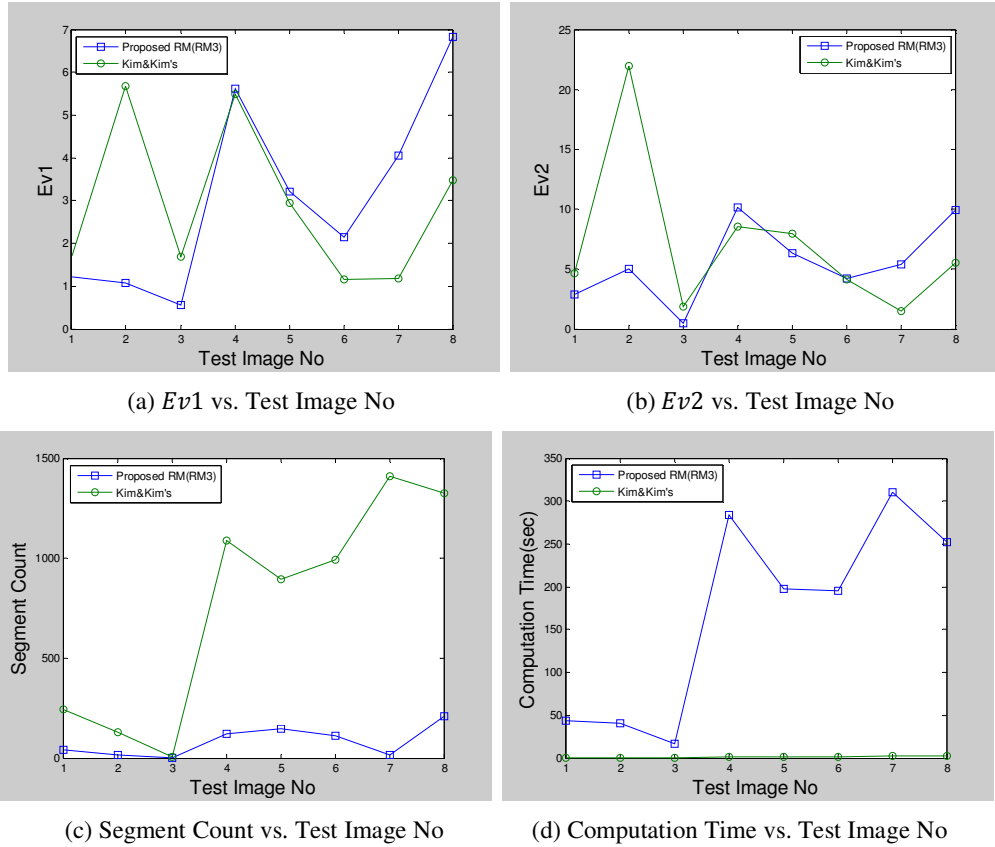 7
6
5
4
3
2
1
0
Ev1
Proposed RM(RM3)
Kim&Kim's
1 2 3 4 5 6 7 8
Test Image No
(a) Ev1 vs. Test Image No
25
20
15
10
5
0
Ev2
Proposed RM(RM3)
Kim&Kim's
1 2 3 4 5 6 7 8
Test Image No
(b) Ev2 vs. Test Image No
1500
1000
500
0
Segment Count
Proposed RM(RM3)
Kim&Kim's
1 2 3 4 5 6 7 8
Test Image No
(c) Segment Count vs. Test Image No
350
300
250
200
150
100
50
0
Computation Time(sec)
Proposed RM(RM3)
Kim&Kim's
1 2 3 4 5 6 7 8
Test Image No
(d) Computation Time vs. Test Image No